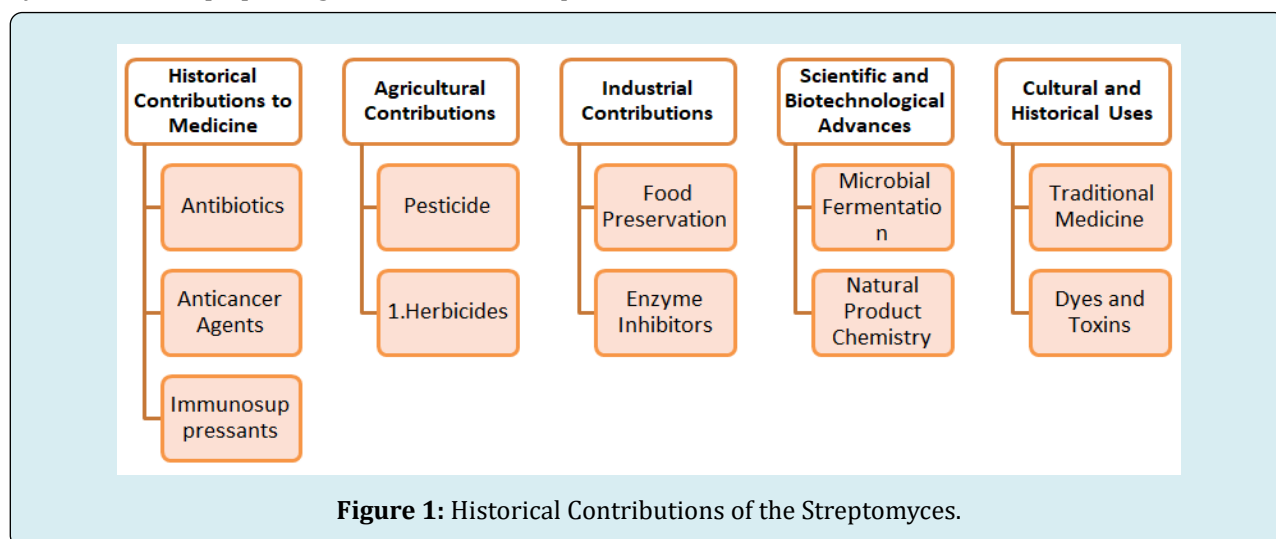 Historical
Contributions to
Medicine
Antibiotics
Anticancer
Agents
Immunosup
pressants
Agricultural
Contributions
Pesticide
1.Herbicides
Industrial
Contributions
Food
Preservation
Enzyme
Inhibitors
Scientific and
Biotechnological
Advances
Microbial
Fermentatio
n
Natural
Product
Chemistry
Cultural and
Historical Uses
Traditional
Medicine
Dyes and
Toxins
Figure 1: Historical Contributions of the Streptomyces.